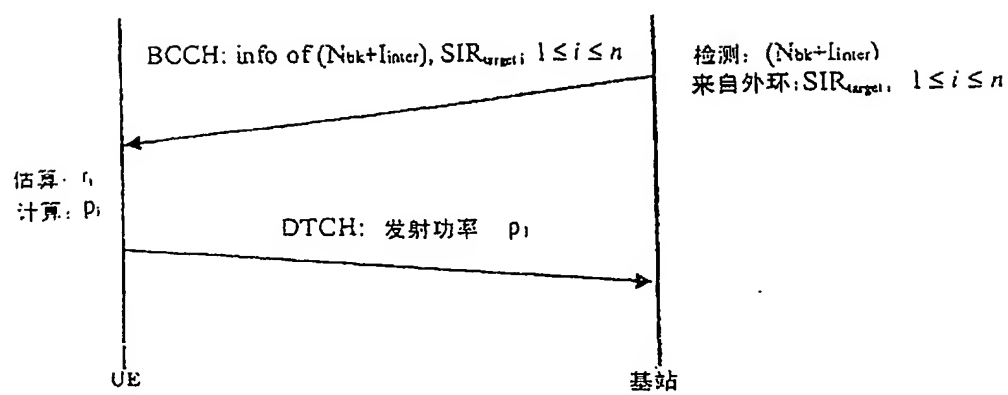 BCCH: info of (Nbk+Iinter), SIRtarget i 1 ≤ i ≤ n
检测: (Nbk+Iinter)
来自外环: SIRtarget i, 1 ≤ i ≤ n
估算: ri
计算: pi
DTCH: 发射功率 pi
UE
基站